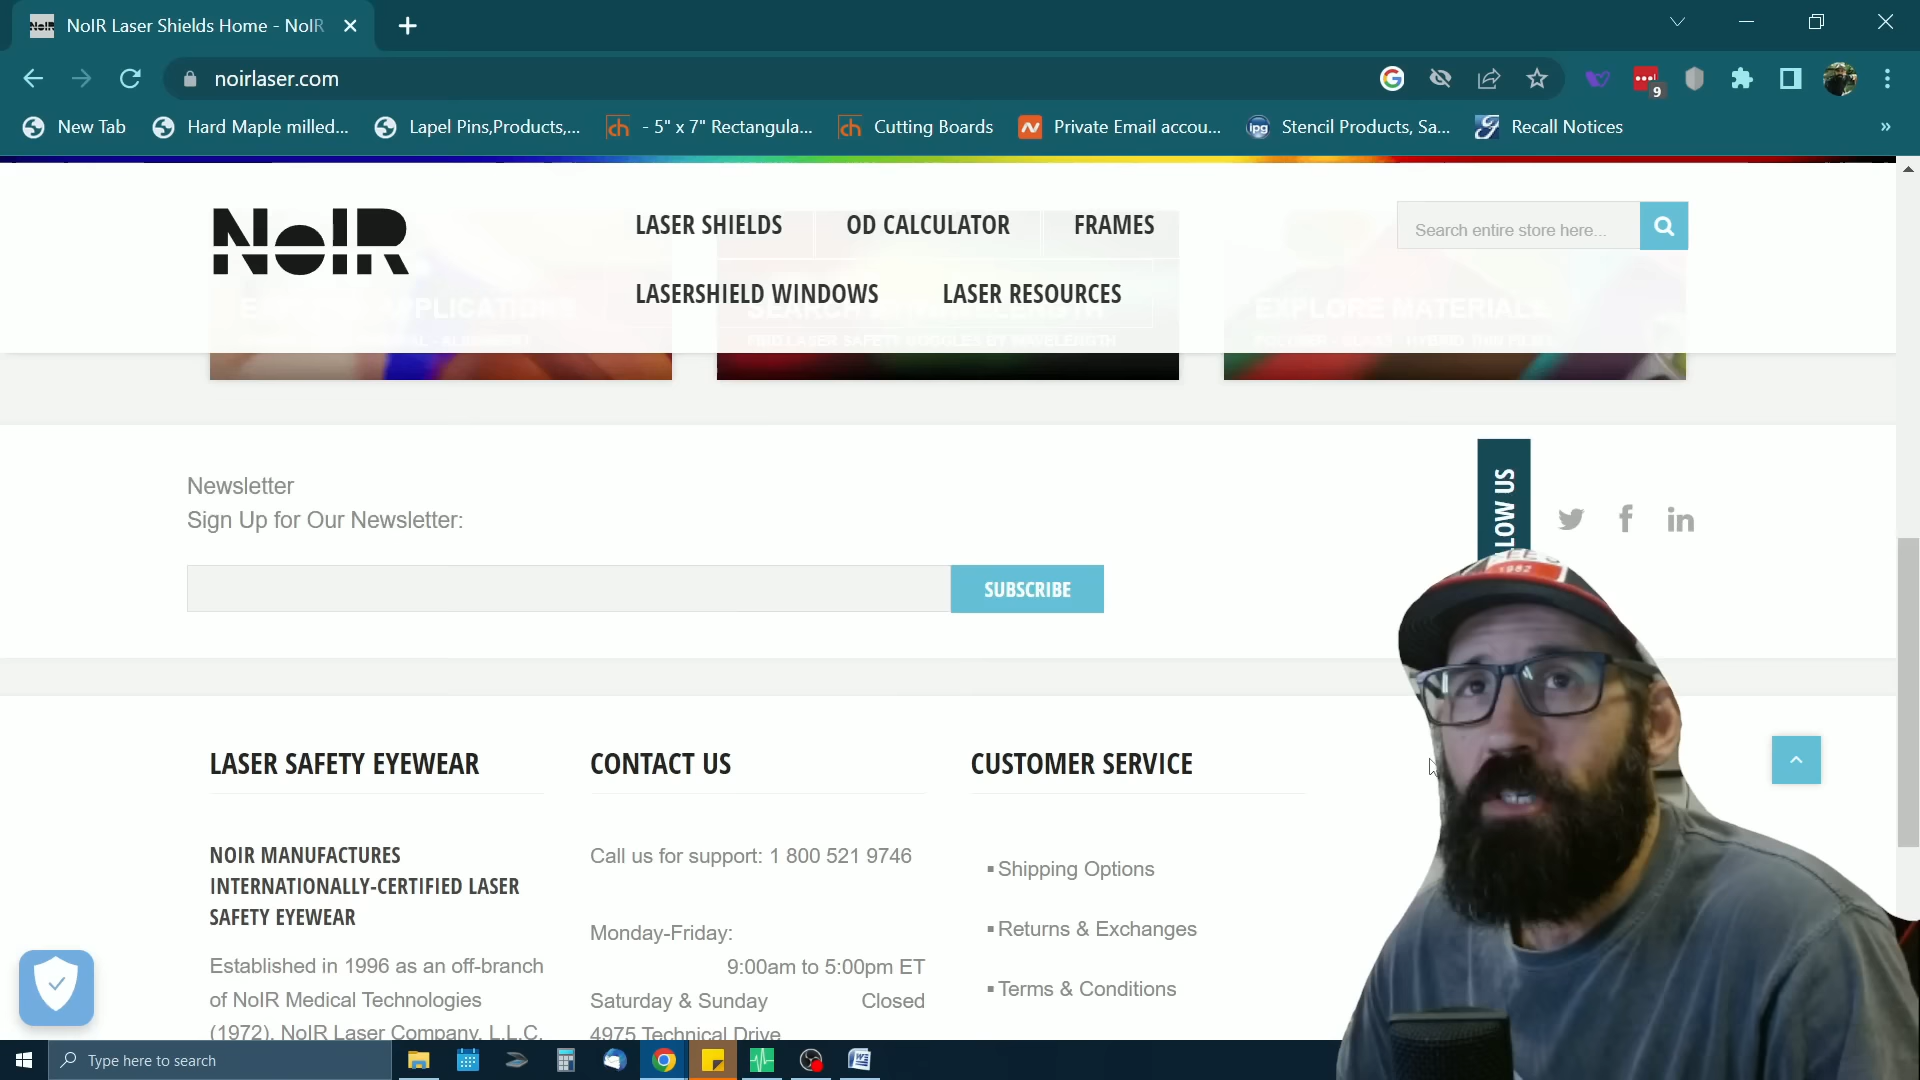 NoIR Laser Shields Home - NoIR
noirlaser.com
9
New Tab
Hard Maple milled...
Lapel Pins,Products,...
- 5" x 7" Rectangula...
Cutting Boards
Private Email accou...
ipg
Stencil Products, Sa...
Recall Notices
»
NoIR
LASER SHIELDS
OD CALCULATOR
FRAMES
Search entire store here...
LASERSHIELD WINDOWS
LASER RESOURCES
EXPLORE MATERIALS
Newsletter
Sign Up for Our Newsletter:
SUBSCRIBE
LOW US
1982
LASER SAFETY EYEWEAR
CONTACT US
CUSTOMER SERVICE
NOIR MANUFACTURES
INTERNATIONALLY-CERTIFIED LASER
SAFETY EYEWEAR
Established in 1996 as an off-branch
of NoIR Medical Technologies
(1972), NoIR Laser Company, L.L.C.
Call us for support: 1 800 521 9746
Monday-Friday:
9:00am to 5:00pm ET
Saturday & Sunday Closed
4975 Technical Drive
▪Shipping Options
▪Returns & Exchanges
▪Terms & Conditions
Type here to search